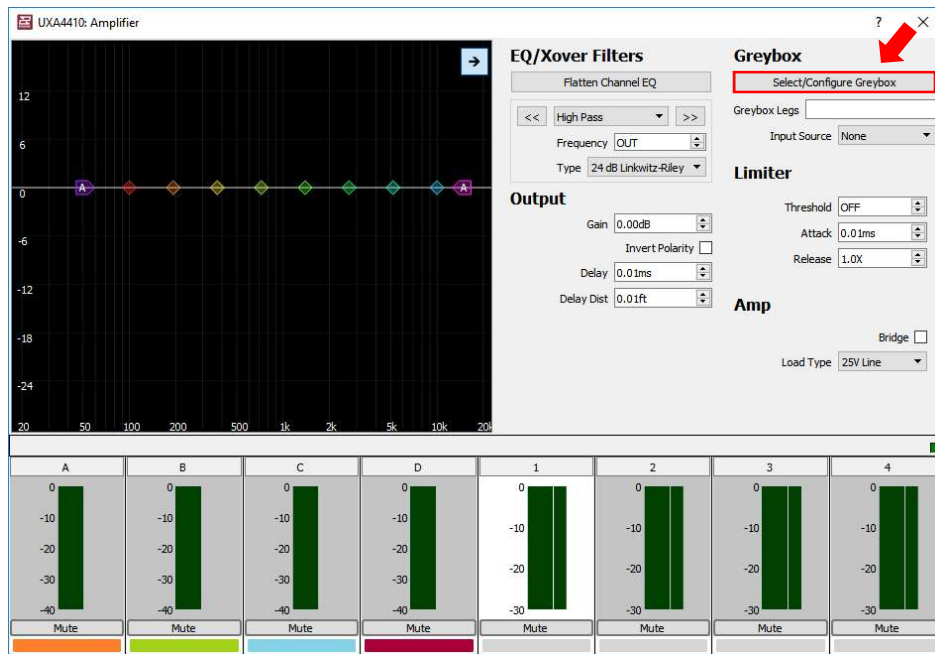 UXA4410: Amplifier
?
12
6
0
-6
-12
-18
-24
20 50 100 200 500 1k 2k 5k 10k 20k
A
A
EQ/Xover Filters
Flatten Channel EQ
<< High Pass >>
Frequency OUT
Type 24 dB Linkwitz-Riley
Output
Gain 0.00dB
Invert Polarity
Delay 0.01ms
Delay Dist 0.01ft
Greybox
Select/Configure Greybox
Greybox Legs
Input Source None
Limiter
Threshold OFF
Attack 0.01ms
Release 1.0X
Amp
Bridge
Load Type 25V Line
A B C D 1 2 3 4
0 0 0 0 0 0 0 0
-10 -10 -10 -10 -10 -10 -10 -10
-20 -20 -20 -20 -20 -20 -20 -20
-30 -30 -30 -30
-40 -40 -40 -40 -30 -30 -30 -30
Mute Mute Mute Mute Mute Mute Mute Mute